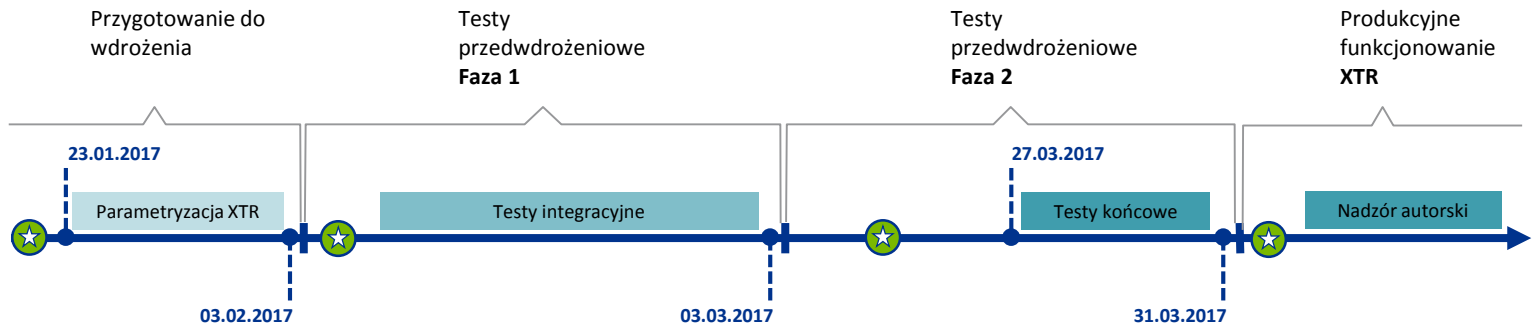 Przygotowanie do
wdrożenia
Testy
przedwdrożeniowe
Faza 1
Testy
przedwdrożeniowe
Faza 2
Produkcyjne
funkcjonowanie
XTR
23.01.2017
27.03.2017
Parametryzacja XTR
Testy integracyjne
Testy końcowe
Nadzór autorski
03.02.2017
03.03.2017
31.03.2017